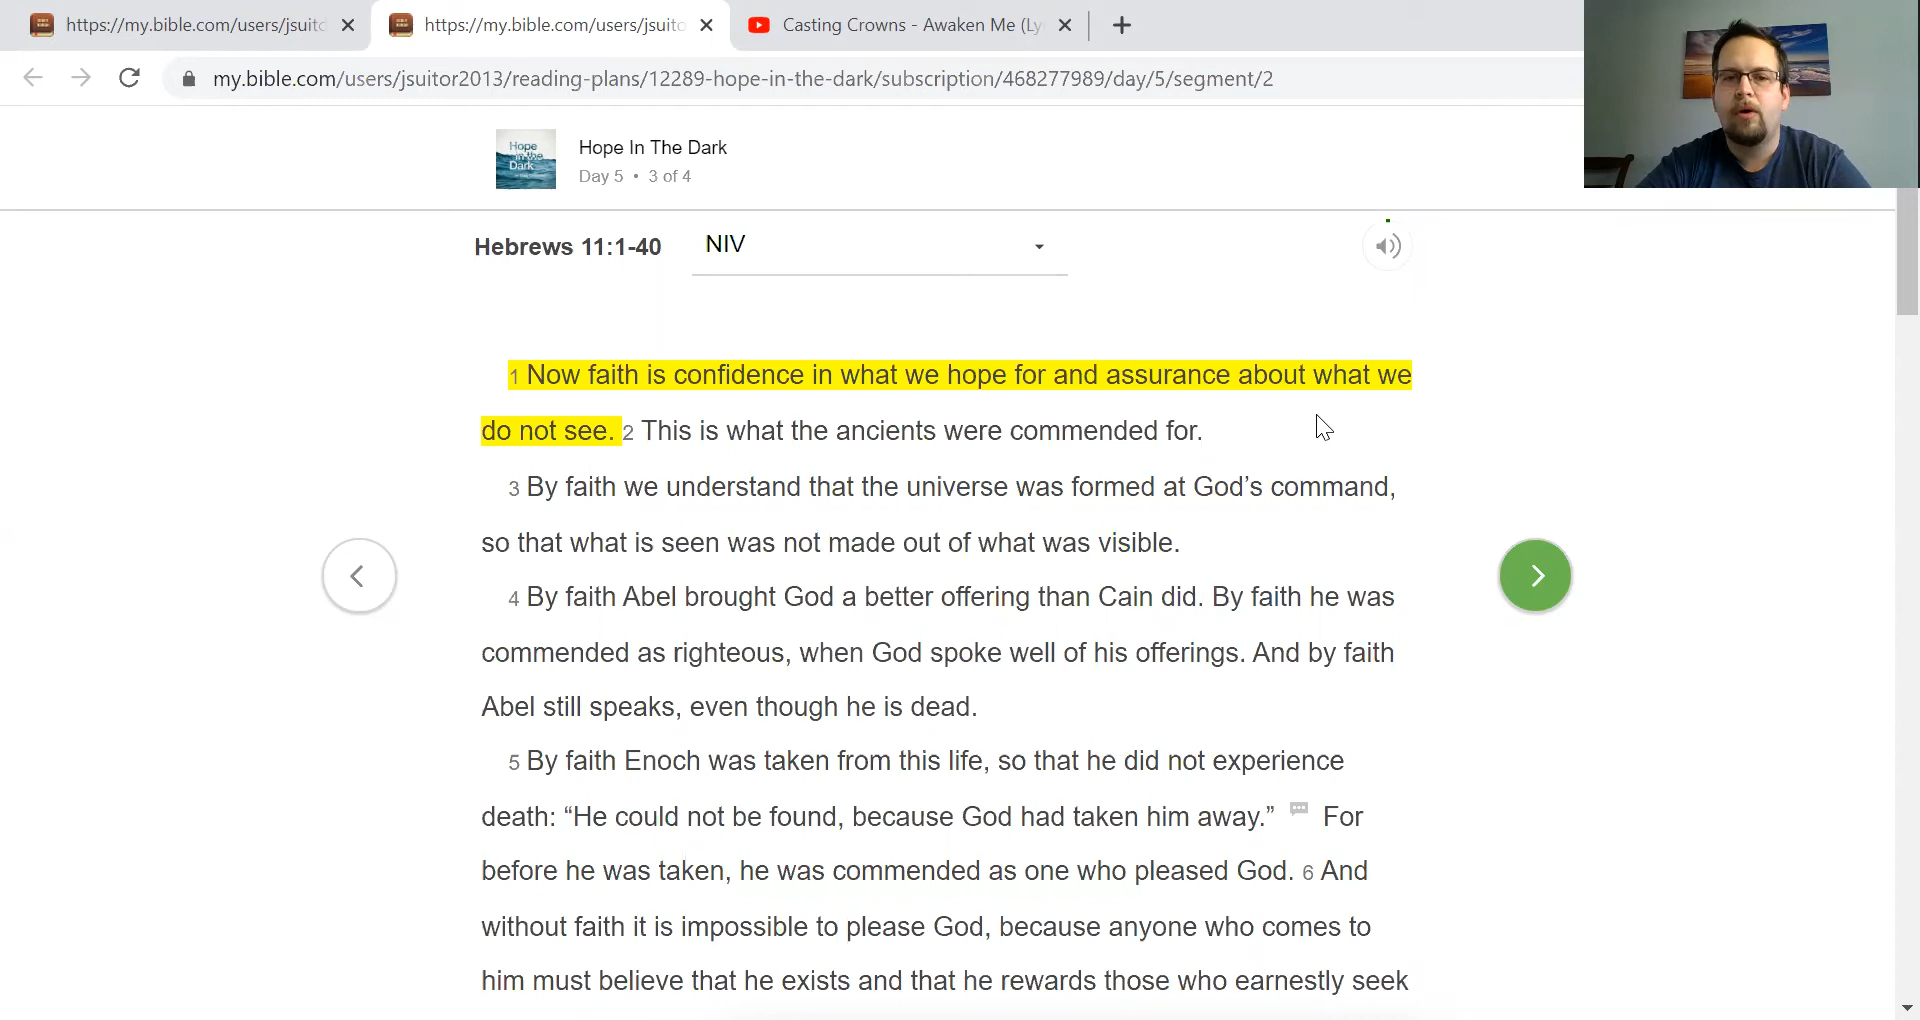 https://my.bible.com/users/jsuito
https://my.bible.com/users/jsuito
Casting Crowns - Awaken Me (Ly
my.bible.com/users/jsuitor2013/reading-plans/12289-hope-in-the-dark/subscription/468277989/day/5/segment/2
Hope
in the
Dark
Hope In The Dark
Day 5 • 3 of 4
Hebrews 11:1-40 NIV
1 Now faith is confidence in what we hope for and assurance about what we
do not see. 2 This is what the ancients were commended for.
3 By faith we understand that the universe was formed at God’s command,
so that what is seen was not made out of what was visible.
4 By faith Abel brought God a better offering than Cain did. By faith he was
commended as righteous, when God spoke well of his offerings. And by faith
Abel still speaks, even though he is dead.
5 By faith Enoch was taken from this life, so that he did not experience
death: “He could not be found, because God had taken him away.” For
before he was taken, he was commended as one who pleased God. 6 And
without faith it is impossible to please God, because anyone who comes to
him must believe that he exists and that he rewards those who earnestly seek